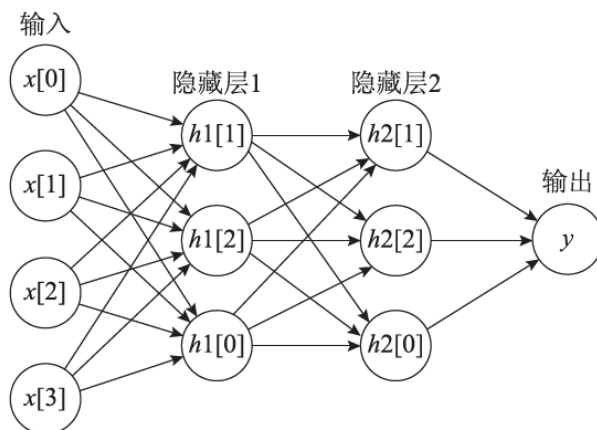 输入
x[0]
x[1]
x[2]
x[3]
隐藏层1
h1[1]
h1[2]
h1[0]
隐藏层2
h2[1]
h2[2]
h2[0]
输出
y